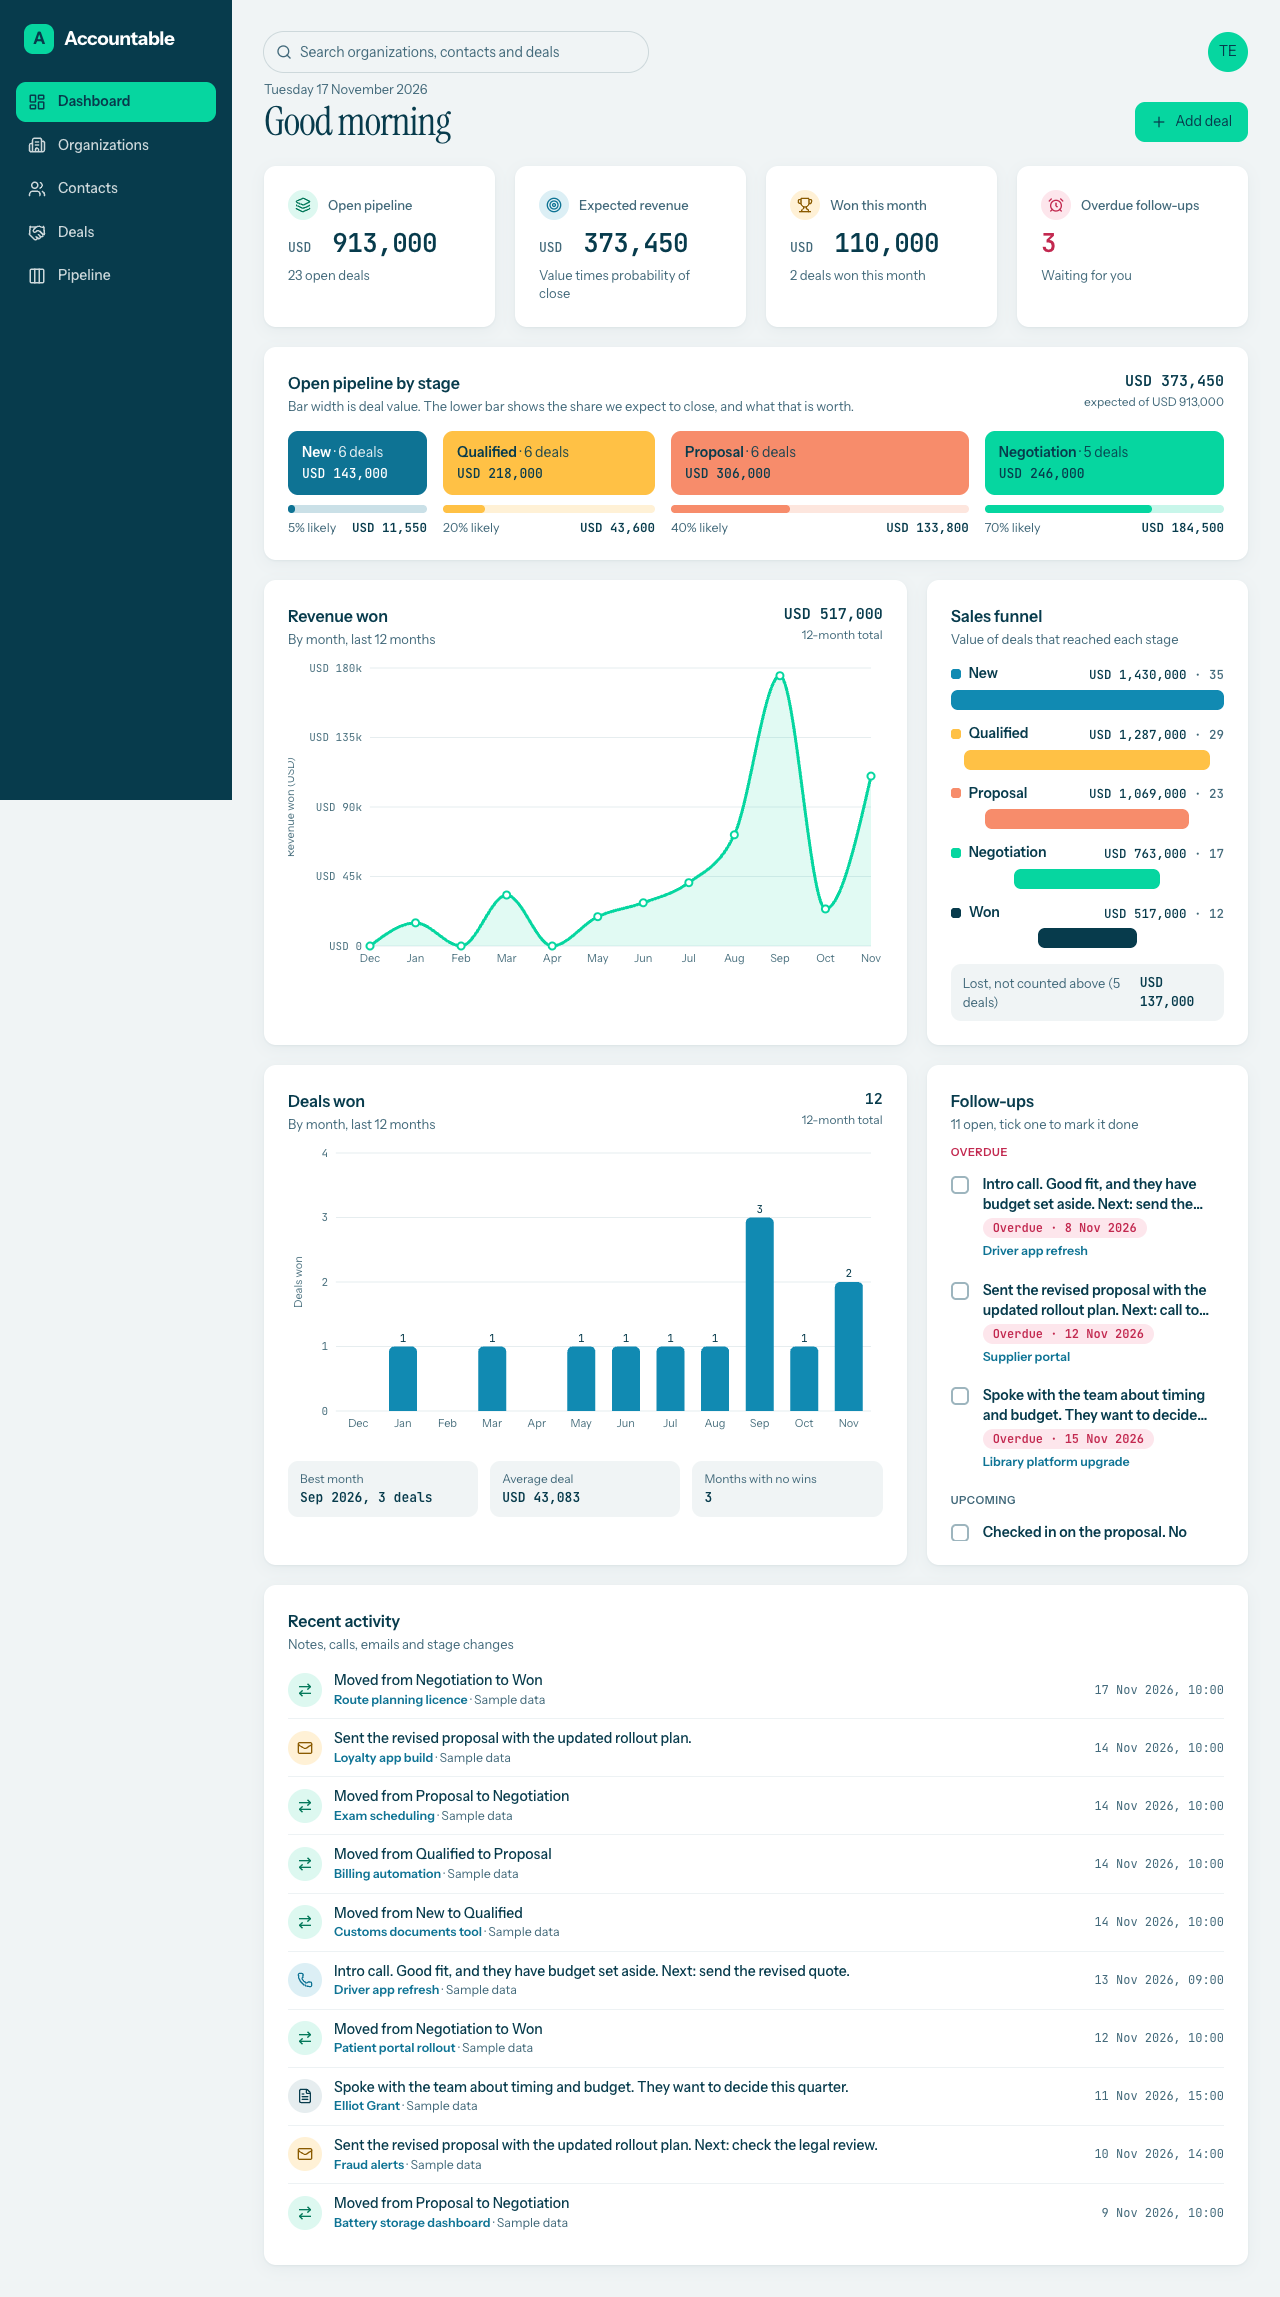 A Accountable
Dashboard
Organizations
Contacts
Deals
Pipeline
Search organizations, contacts and deals
TE
Tuesday 17 November 2026
Good morning
Add deal
Open pipeline
USD 913,000
23 open deals
Expected revenue
USD 373,450
Value times probability of
close
Won this month
USD 110,000
2 deals won this month
Overdue follow-ups
3
Waiting for you
Open pipeline by stage
Bar width is deal value. The lower bar shows the share we expect to close, and what that is worth.
USD 373,450
expected of USD 913,000
New · 6 deals
USD 143,000
5% likely USD 11,550
Qualified · 6 deals
USD 218,000
20% likely USD 43,600
Proposal · 6 deals
USD 306,000
40% likely USD 133,800
Negotiation · 5 deals
USD 246,000
70% likely USD 184,500
Revenue won
By month, last 12 months
USD 517,000
12-month total
Revenue won (USD)
USD 180k
USD 135k
USD 90k
USD 45k
USD 0
Dec Jan Feb Mar Apr May Jun Jul Aug Sep Oct Nov
Sales funnel
Value of deals that reached each stage
New USD 1,430,000 · 35
Qualified USD 1,287,000 · 29
Proposal USD 1,069,000 · 23
Negotiation USD 763,000 · 17
Won USD 517,000 · 12
Lost, not counted above (5
deals)
USD
137,000
Deals won
By month, last 12 months
12
12-month total
Deals won
4
3
2
1
0
1 1 1 1 1 1 3 1 2
Dec Jan Feb Mar Apr May Jun Jul Aug Sep Oct Nov
Best month
Sep 2026, 3 deals
Average deal
USD 43,083
Months with no wins
3
Follow-ups
11 open, tick one to mark it done
OVERDUE
Intro call. Good fit, and they have
budget set aside. Next: send the...
Overdue · 8 Nov 2026
Driver app refresh
Sent the revised proposal with the
updated rollout plan. Next: call to...
Overdue · 12 Nov 2026
Supplier portal
Spoke with the team about timing
and budget. They want to decide...
Overdue · 15 Nov 2026
Library platform upgrade
UPCOMING
Checked in on the proposal. No
Recent activity
Notes, calls, emails and stage changes
Moved from Negotiation to Won
Route planning licence · Sample data
17 Nov 2026, 10:00
Sent the revised proposal with the updated rollout plan.
Loyalty app build · Sample data
14 Nov 2026, 10:00
Moved from Proposal to Negotiation
Exam scheduling · Sample data
14 Nov 2026, 10:00
Moved from Qualified to Proposal
Billing automation · Sample data
14 Nov 2026, 10:00
Moved from New to Qualified
Customs documents tool · Sample data
14 Nov 2026, 10:00
Intro call. Good fit, and they have budget set aside. Next: send the revised quote.
Driver app refresh · Sample data
13 Nov 2026, 09:00
Moved from Negotiation to Won
Patient portal rollout · Sample data
12 Nov 2026, 10:00
Spoke with the team about timing and budget. They want to decide this quarter.
Elliot Grant · Sample data
11 Nov 2026, 15:00
Sent the revised proposal with the updated rollout plan. Next: check the legal review.
Fraud alerts · Sample data
10 Nov 2026, 14:00
Moved from Proposal to Negotiation
Battery storage dashboard · Sample data
9 Nov 2026, 10:00